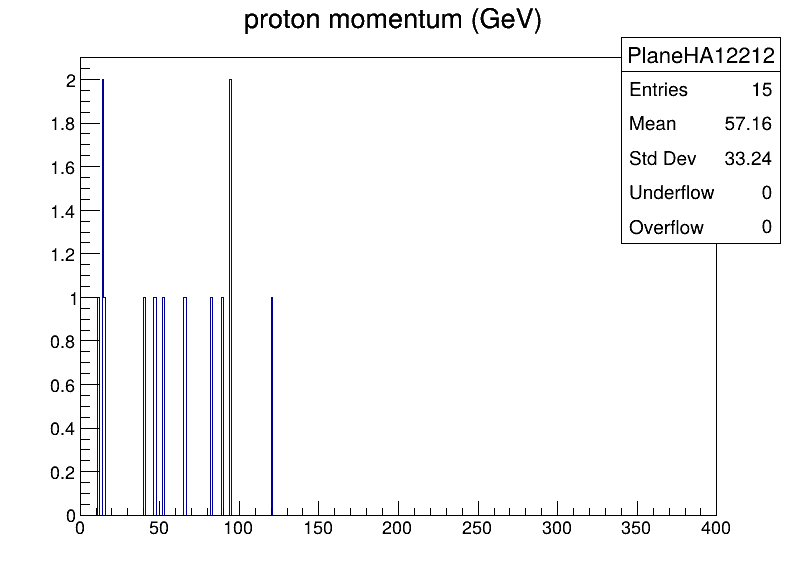 proton momentum (GeV)
PlaneHA12212
Entries 15
Mean 57.16
Std Dev 33.24
Underflow 0
Overflow 0
2
1.8
1.6
1.4
1.2
1
0.8
0.6
0.4
0.2
0
0 50 100 150 200 250 300 350 400